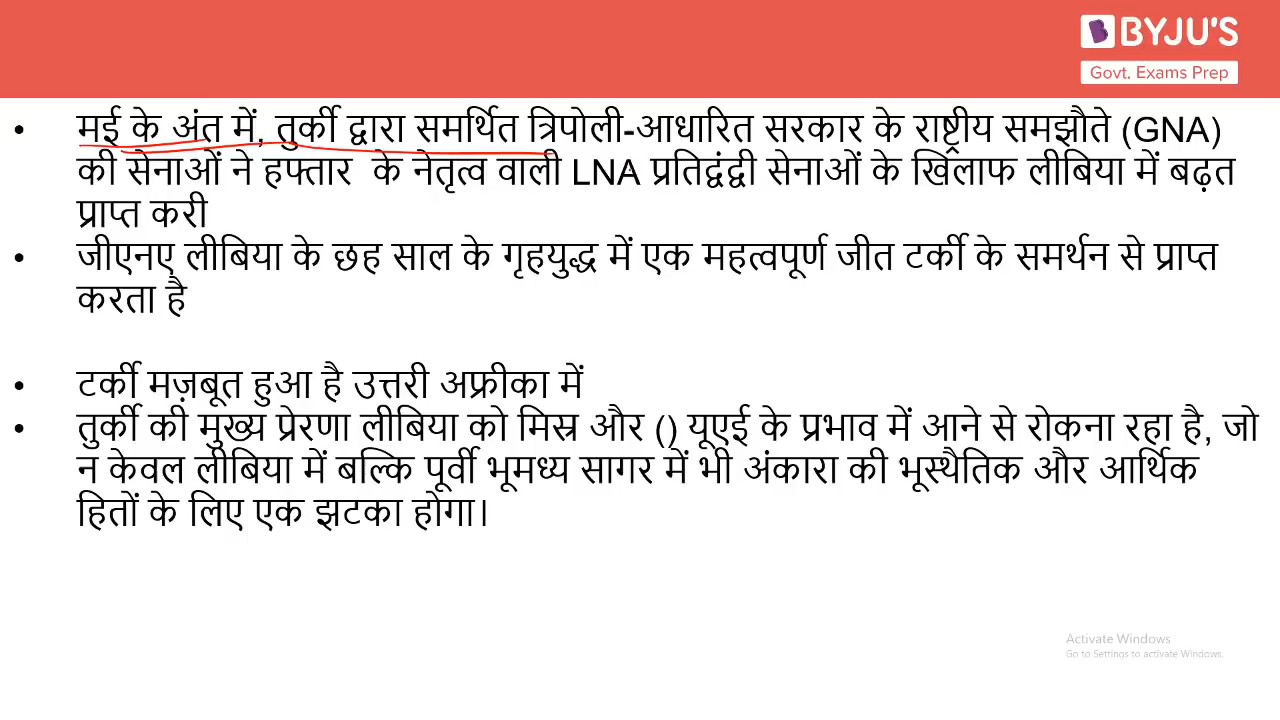 BYJU'S
Govt. Exams Prep
• मई के अंत में, तुर्की द्वारा समर्थित त्रिपोली-आधारित सरकार के राष्ट्रीय समझौते (GNA)
की सेनाओं ने हफ्तार के नेतृत्व वाली LNA प्रतिद्वंद्वी सेनाओं के खिलाफ लीबिया में बढ़त
प्राप्त करी
• जीएनए लीबिया के छह साल के गृहयुद्ध में एक महत्वपूर्ण जीत टर्की के समर्थन से प्राप्त
करता है
• टर्की मज़बूत हुआ है उत्तरी अफ्रीका में
• तुर्की की मुख्य प्रेरणा लीबिया को मिस्र और () यूएई के प्रभाव में आने से रोकना रहा है, जो
न केवल लीबिया में बल्कि पूर्वी भूमध्य सागर में भी अंकारा की भूस्थैतिक और आर्थिक
हितों के लिए एक झटका होगा।
Activate Windows
Go to Settings to activate Windows.